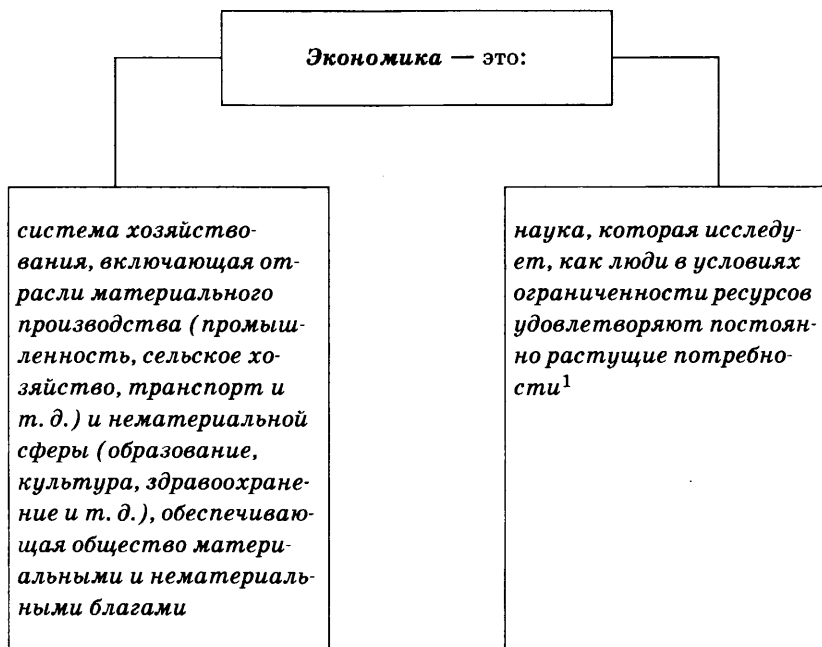 Экономика — это:
система хозяйство-
вания, включающая от-
расли материального
производства (промыш-
ленность, сельское хо-
зяйство, транспорт и
т. д.) и нематериальной
сферы (образование,
культура, здравоохране-
ние и т. д.), обеспечиваю-
щая общество матери-
альными и нематериаль-
ными благами
наука, которая исследу-
ет, как люди в условиях
ограниченности ресурсов
удовлетворяют постоян-
но растущие потребно-
сти¹